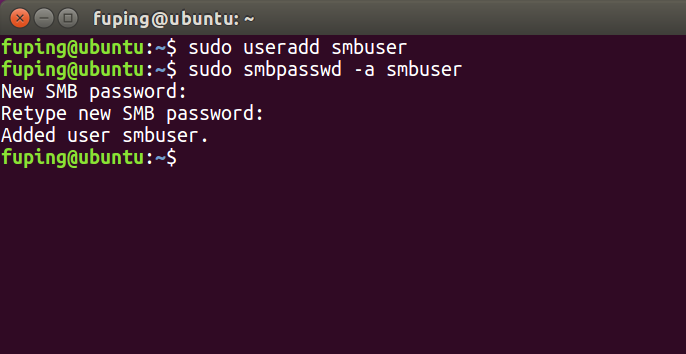 fuping@ubuntu: ~
fuping@ubuntu:~$ sudo useradd smbuser
fuping@ubuntu:~$ sudo smbpasswd -a smbuser
New SMB password:
Retype new SMB password:
Added user smbuser.
fuping@ubuntu:~$